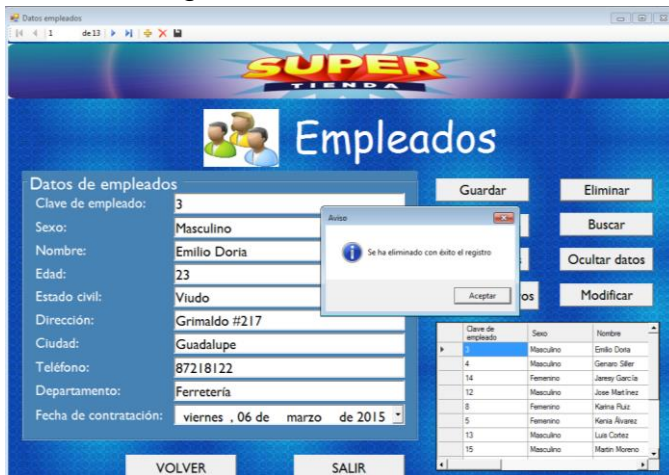 Datos empleados
1 de 13
SUPER
TIENDA
Empleados
Datos de empleados
Clave de empleado: 3
Sexo: Masculino
Nombre: Emilio Doria
Edad: 23
Estado civil: Viudo
Dirección: Grimaldo #217
Ciudad: Guadalupe
Teléfono: 87218122
Departamento: Ferretería
Fecha de contratación: viernes , 06 de marzo de 2015
Guardar Eliminar
Buscar
Ocultar datos
os Modificar
Aviso
Se ha eliminado con éxito el registro
Aceptar
Clave de empleado Sexo Nombre
3 Masculino Emilio Doria
4 Masculino Genaro Siller
14 Femenino Jaresy García
12 Masculino Jose Martínez
8 Femenino Karina Ruiz
5 Femenino Kenia Álvarez
13 Masculino Luis Cortez
15 Masculino Martin Moreno
VOLVER SALIR